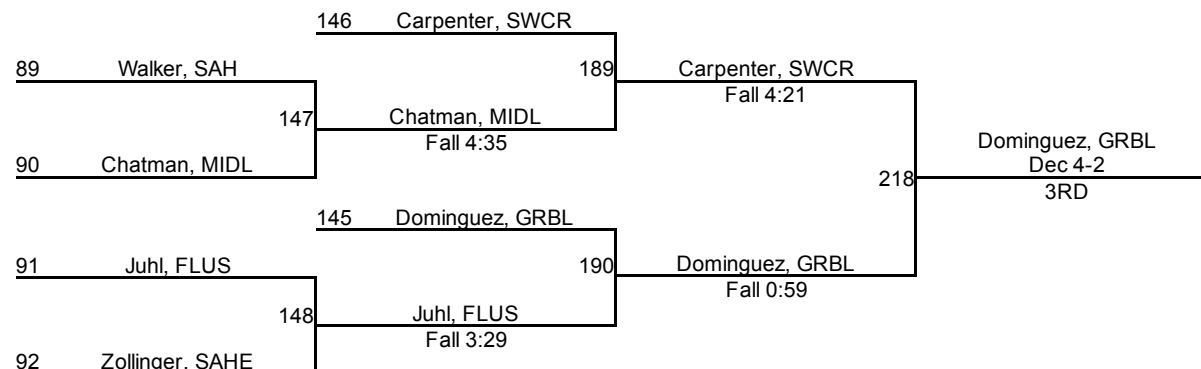 146 Carpenter, SWCR
89 Walker, SAH
189 Carpenter, SWCR
Fall 4:21
147 Chatman, MIDL
Fall 4:35
90 Chatman, MIDL
Dominguez, GRBL
Dec 4-2
218
3RD
145 Dominguez, GRBL
91 Juhl, FLUS
190 Dominguez, GRBL
Fall 0:59
148 Juhl, FLUS
Fall 3:29
92 Zollinger, SAHE